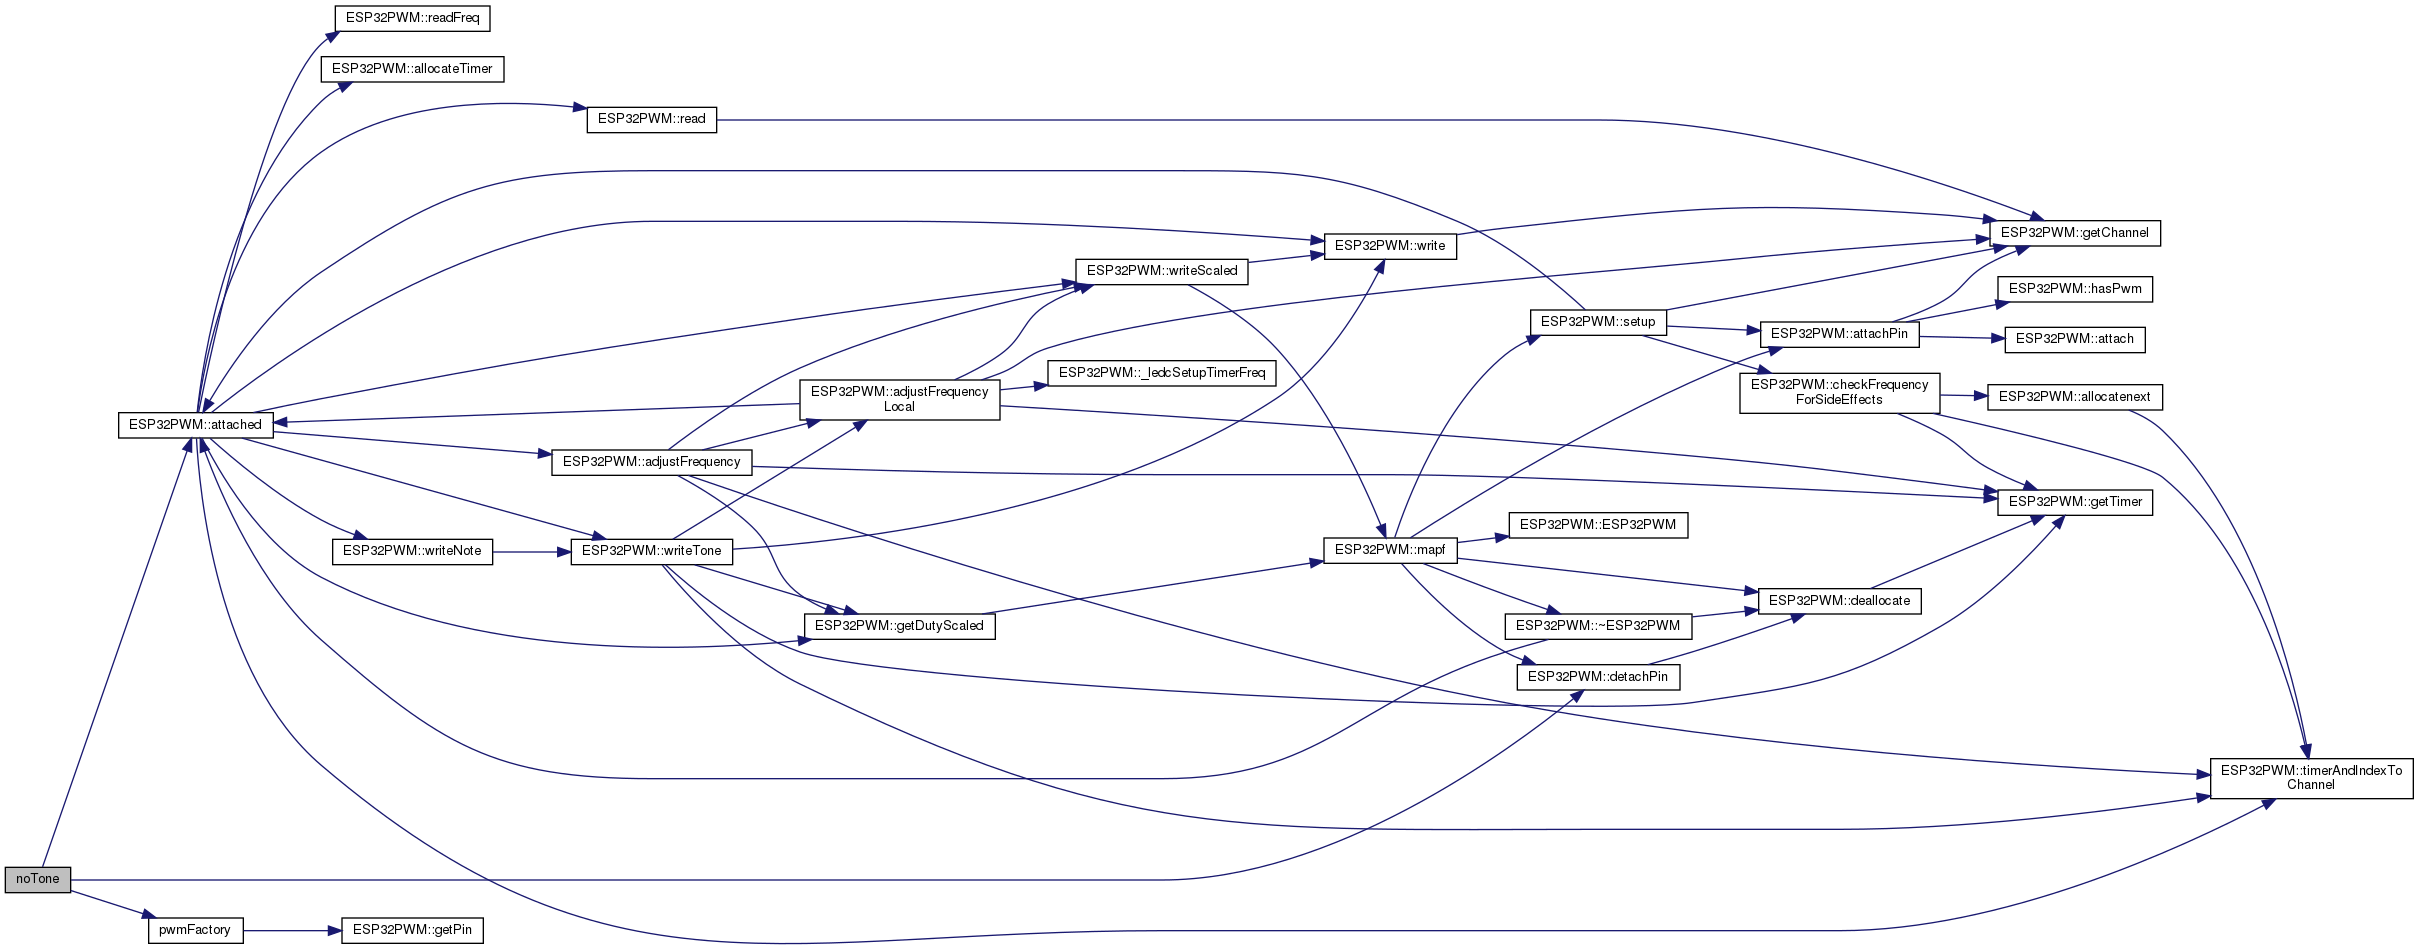 ESP32PWM::readFreq
ESP32PWM::allocateTimer
ESP32PWM::read
ESP32PWM::getChannel
ESP32PWM::write
ESP32PWM::writeScaled
ESP32PWM::hasPwm
ESP32PWM::setup
ESP32PWM::attachPin
ESP32PWM::attach
ESP32PWM::_ledcSetupTimerFreq
ESP32PWM::adjustFrequency
Local
ESP32PWM::checkFrequency
ForSideEffects
ESP32PWM::allocatenext
ESP32PWM::attached
ESP32PWM::adjustFrequency
ESP32PWM::getTimer
ESP32PWM::ESP32PWM
ESP32PWM::writeNote
ESP32PWM::writeTone
ESP32PWM::mapf
ESP32PWM::deallocate
ESP32PWM::getDutyScaled
ESP32PWM::~ESP32PWM
ESP32PWM::detachPin
ESP32PWM::timerAndIndexTo
Channel
noTone
pwmFactory
ESP32PWM::getPin